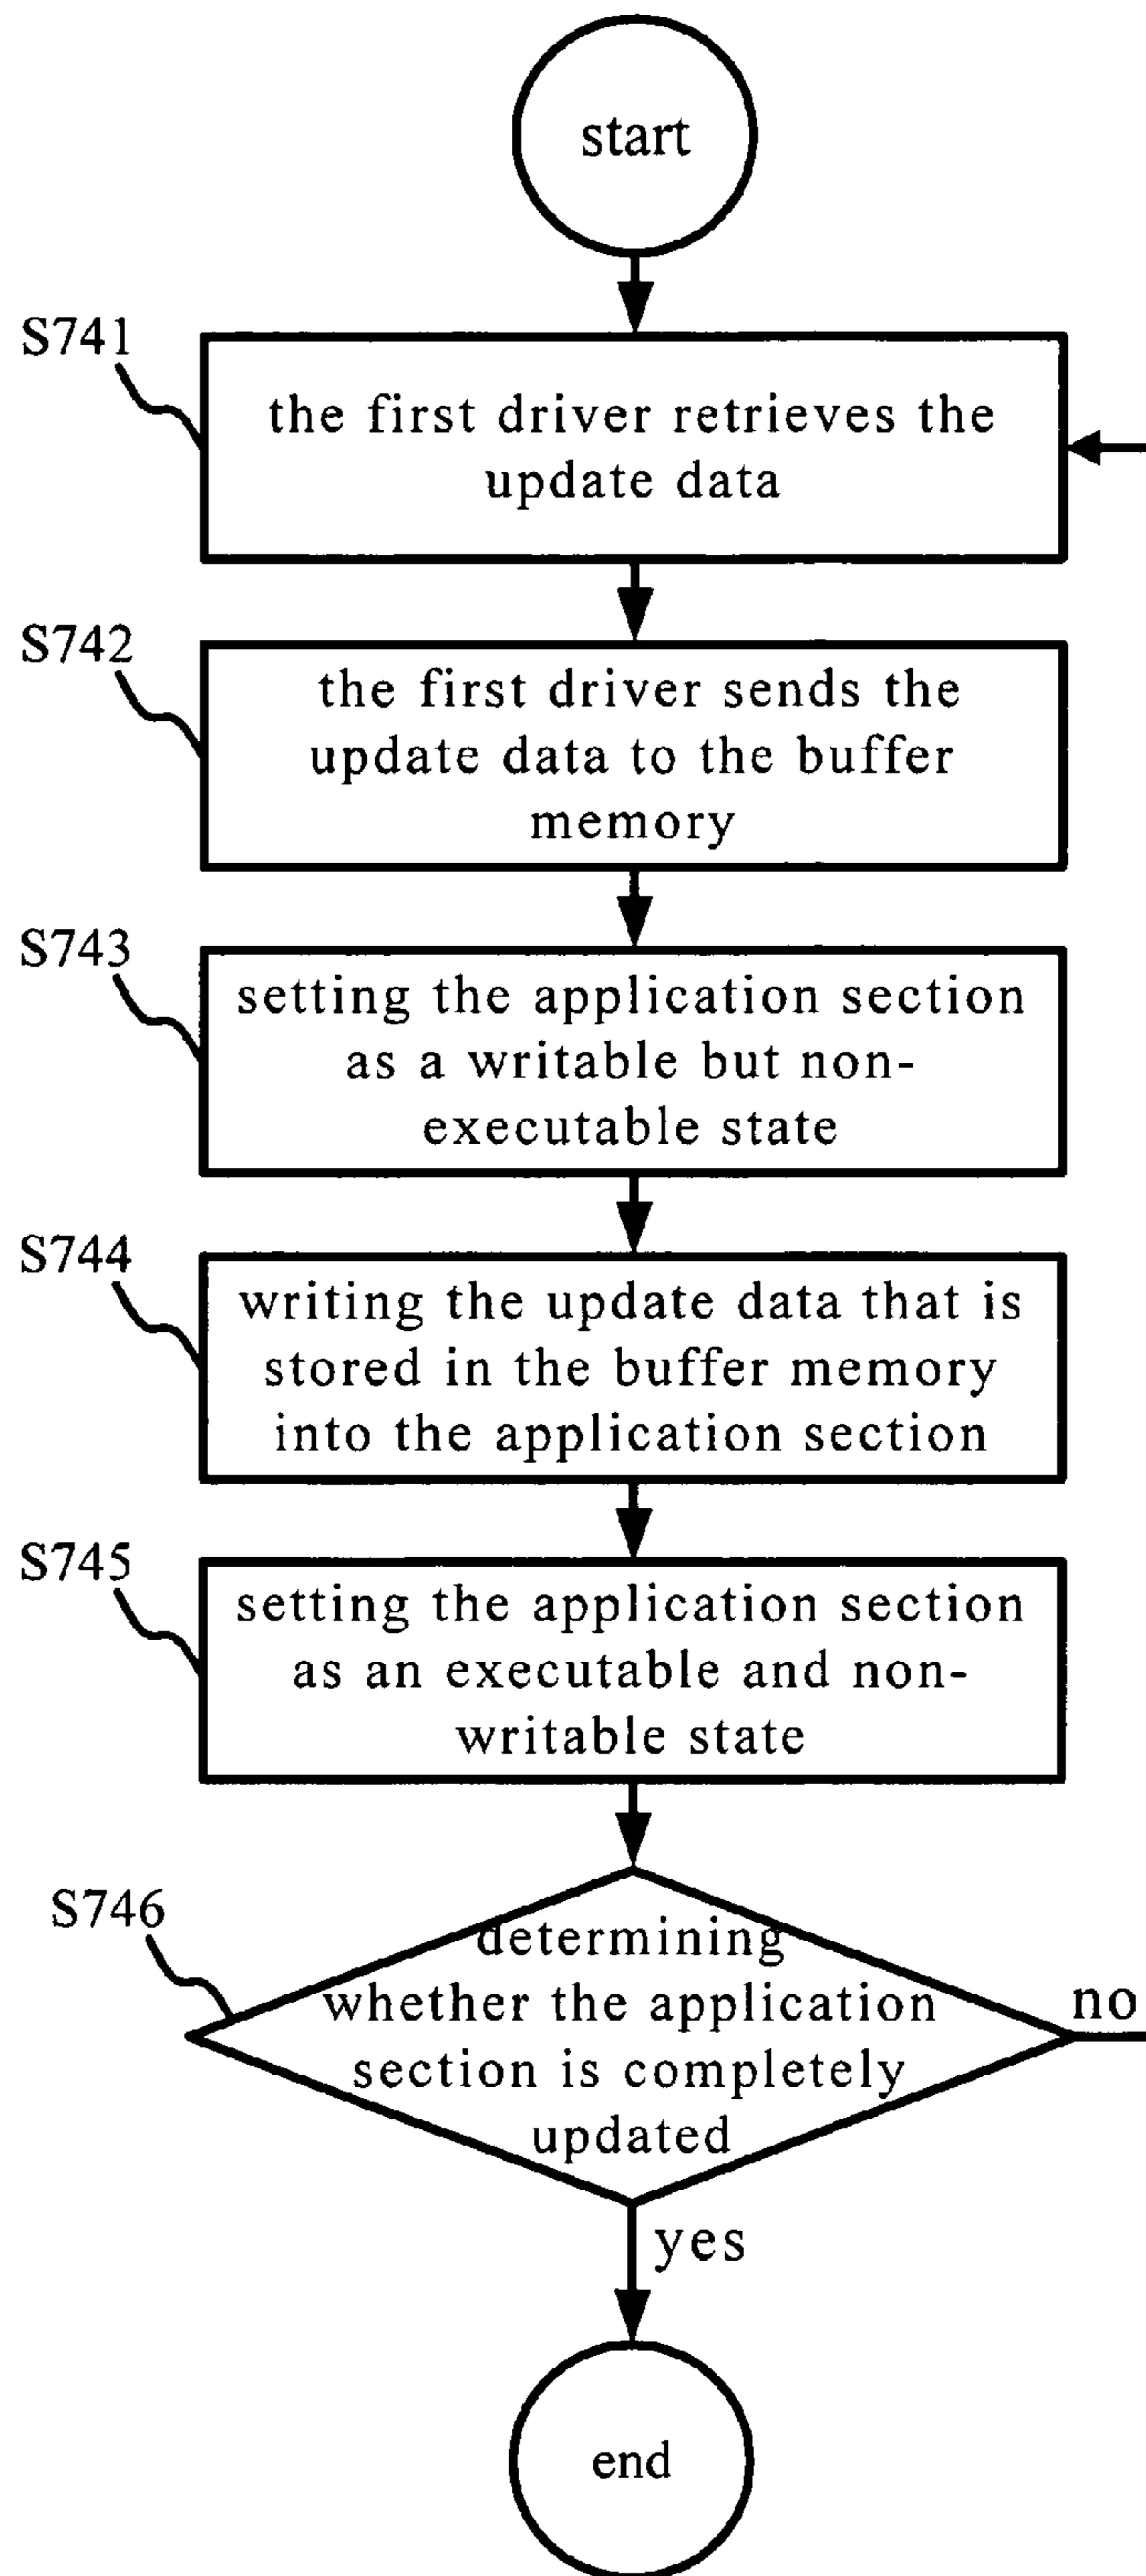 start
S741
the first driver retrieves the
update data
S742
the first driver sends the
update data to the buffer
memory
S743
setting the application section
as a writable but non-
executable state
S744
writing the update data that is
stored in the buffer memory
into the application section
S745
setting the application section
as an executable and non-
writable state
S746
determining
whether the application
section is completely
updated
no
yes
end